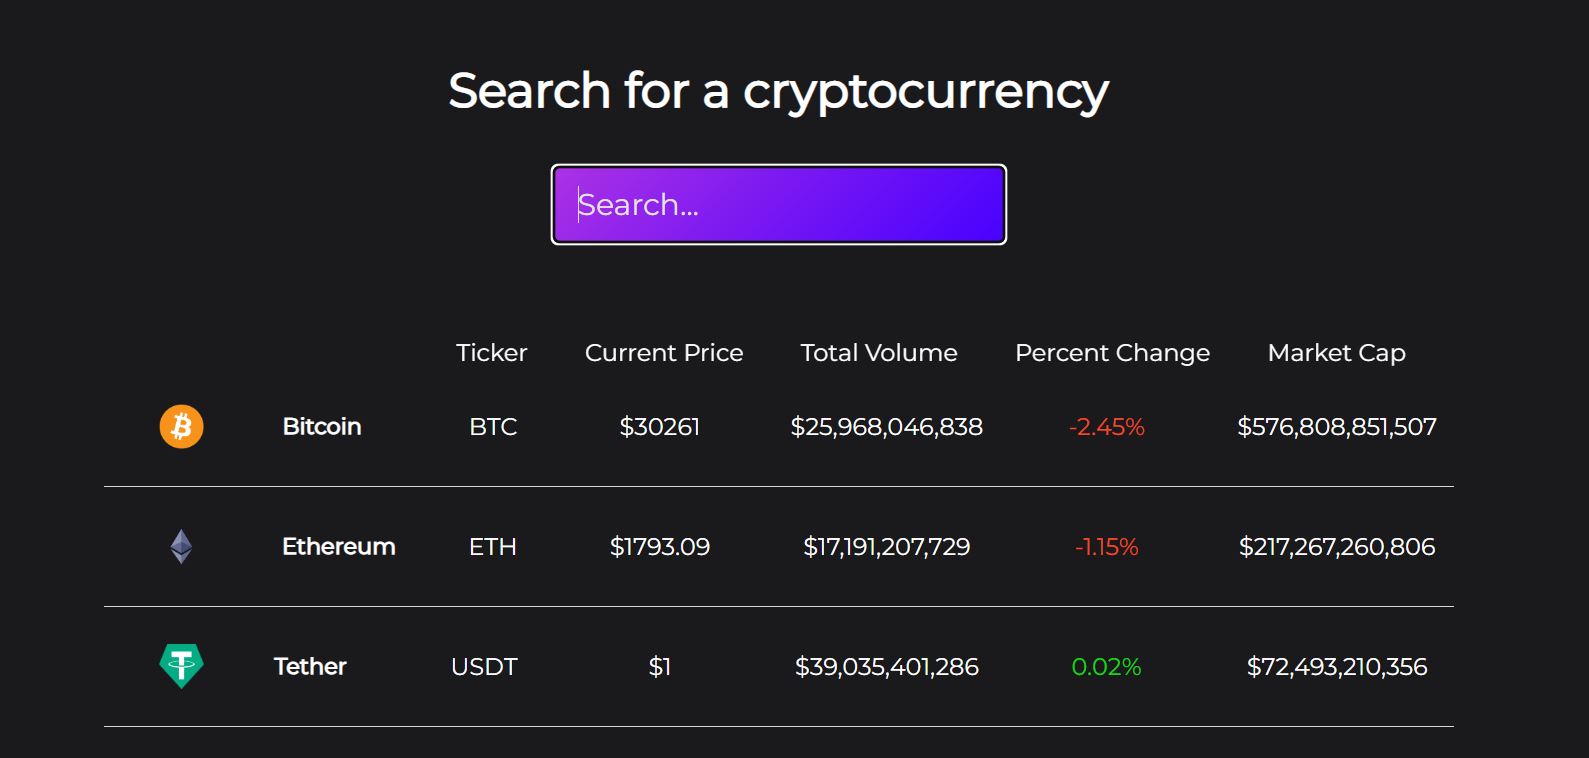 Search for a cryptocurrency
Search...
Ticker Current Price Total Volume Percent Change Market Cap
Bitcoin BTC $30261 $25,968,046,838 -2.45% $576,808,851,507
Ethereum ETH $1793.09 $17,191,207,729 -1.15% $217,267,260,806
Tether USDT $1 $39,035,401,286 0.02% $72,493,210,356